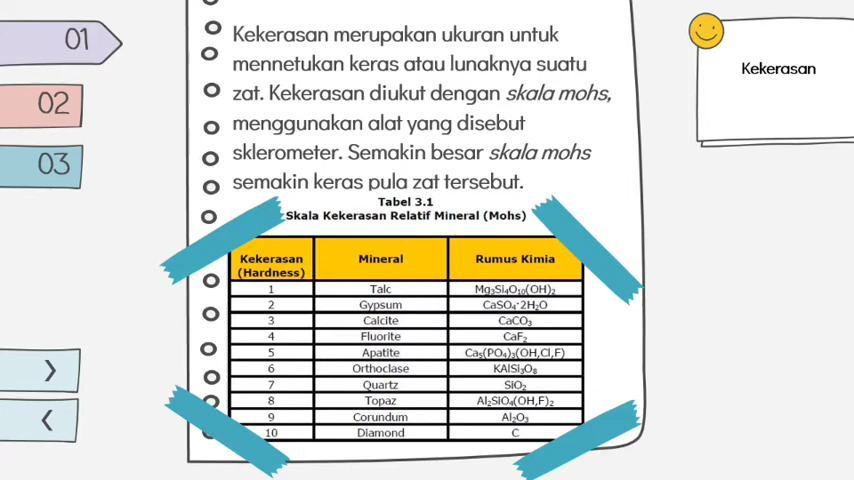 01
02
03
Kekerasan merupakan ukuran untuk
mennetukan keras atau lunaknya suatu
zat. Kekerasan diukut dengan skala mohs,
menggunakan alat yang disebut
sklerometer. Semakin besar skala mohs
semakin keras pula zat tersebut.
Kekerasan
Tabel 3.1
Skala Kekerasan Relatif Mineral (Mohs)
Kekerasan (Hardness) Mineral Rumus Kimia
1 Talc Mg₃Si₄O₁₀(OH)₂
2 Gypsum CaSO₄·2H₂O
3 Calcite CaCO₃
4 Fluorite CaF₂
5 Apatite Ca₅(PO₄)₃(OH,Cl,F)
6 Orthoclase KAlSi₃O₈
7 Quartz SiO₂
8 Topaz Al₂SiO₄(OH,F)₂
9 Corundum Al₂O₃
10 Diamond C